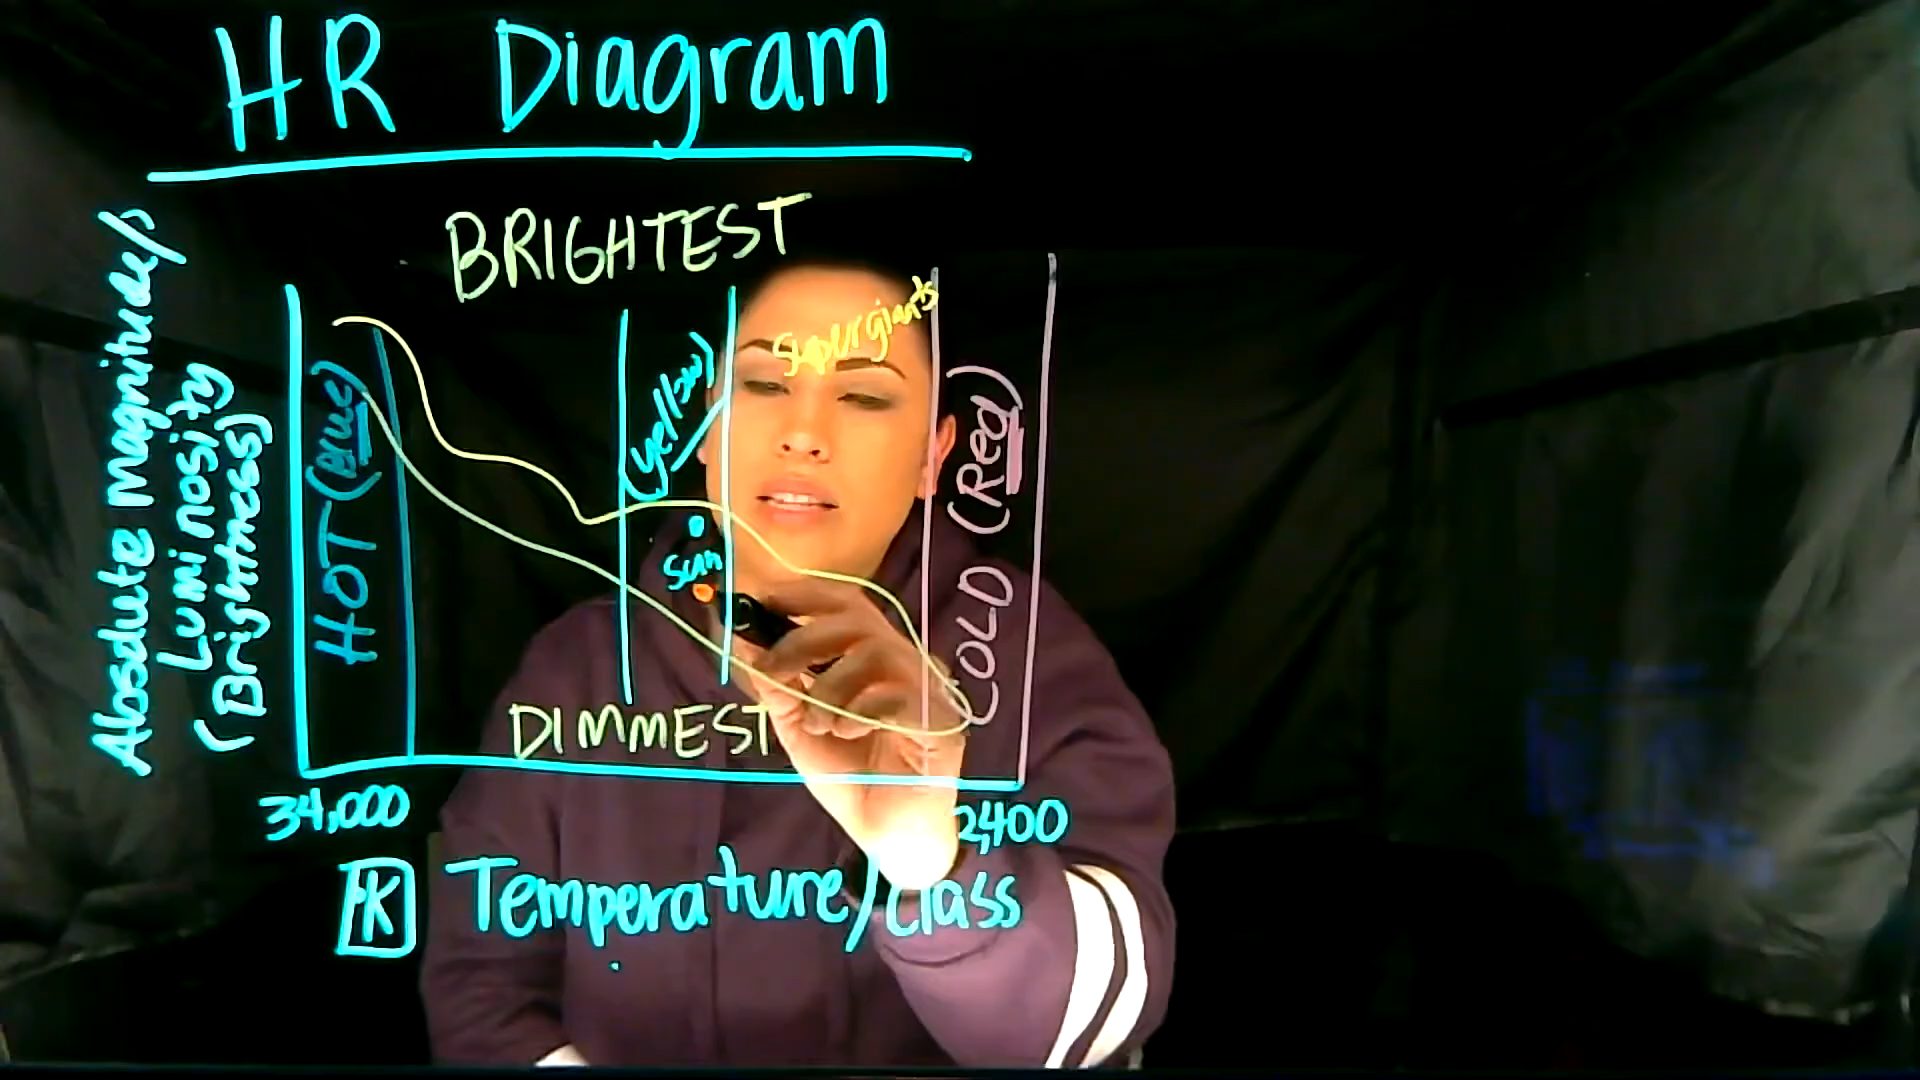 HR Diagram
BRIGHTEST
Absolute Magnitude/
Luminosity
(Brightness)
HOT (Blue)
(yellow)
Supergiants
COLD (Red)
Sun
DIMMEST
34,000
2,400
K Temperature/Class